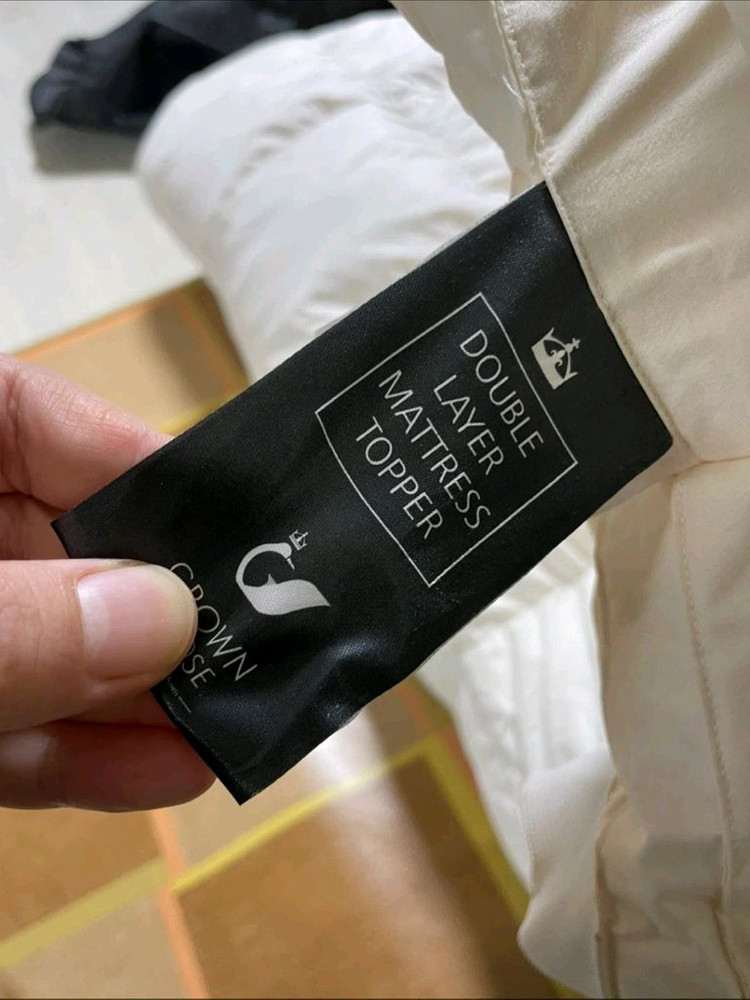 DOUBLE
LAYER
MATTRESS
TOPPER
CROWN